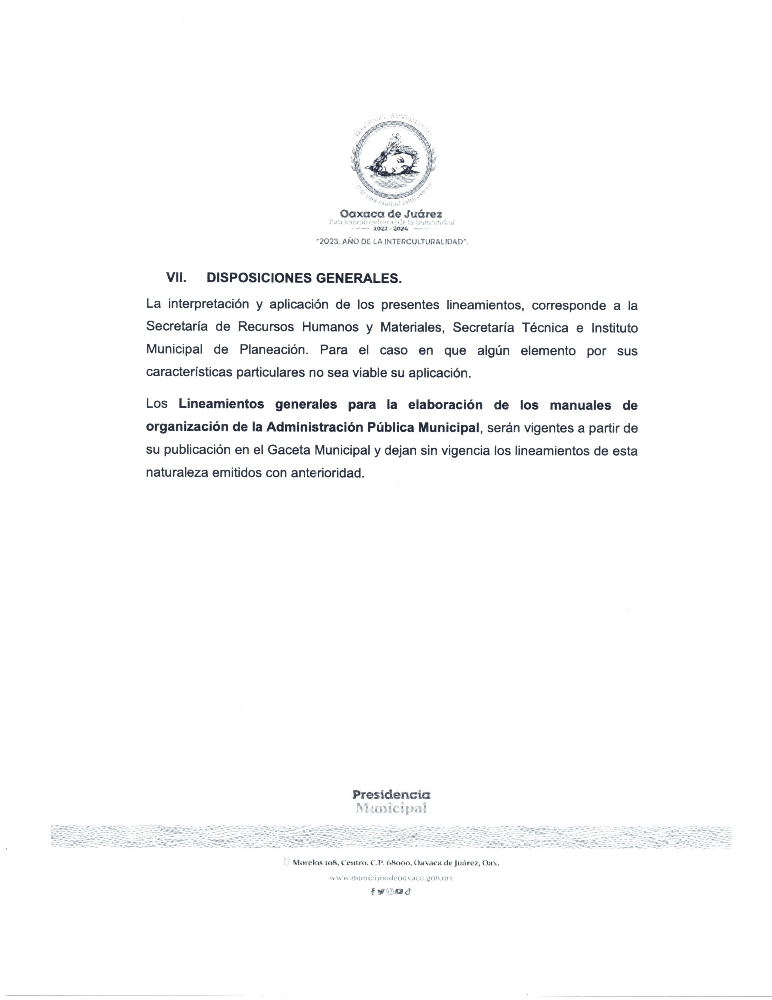 HONORABLE AYUNTAMIENTO
Por una ciudad educadora
Oaxaca de Juárez
Patrimonio cultural de la humanidad
2022 - 2024
"2023, AÑO DE LA INTERCULTURALIDAD".
VII. DISPOSICIONES GENERALES.
La interpretación y aplicación de los presentes lineamientos, corresponde a la
Secretaría de Recursos Humanos y Materiales, Secretaría Técnica e Instituto
Municipal de Planeación. Para el caso en que algún elemento por sus
características particulares no sea viable su aplicación.
Los Lineamientos generales para la elaboración de los manuales de
organización de la Administración Pública Municipal, serán vigentes a partir de
su publicación en el Gaceta Municipal y dejan sin vigencia los lineamientos de esta
naturaleza emitidos con anterioridad.
Presidencia
Municipal
Morelos 108, Centro. C.P. 68000, Oaxaca de Juárez, Oax.
www.municipiodeoaxaca.gob.mx